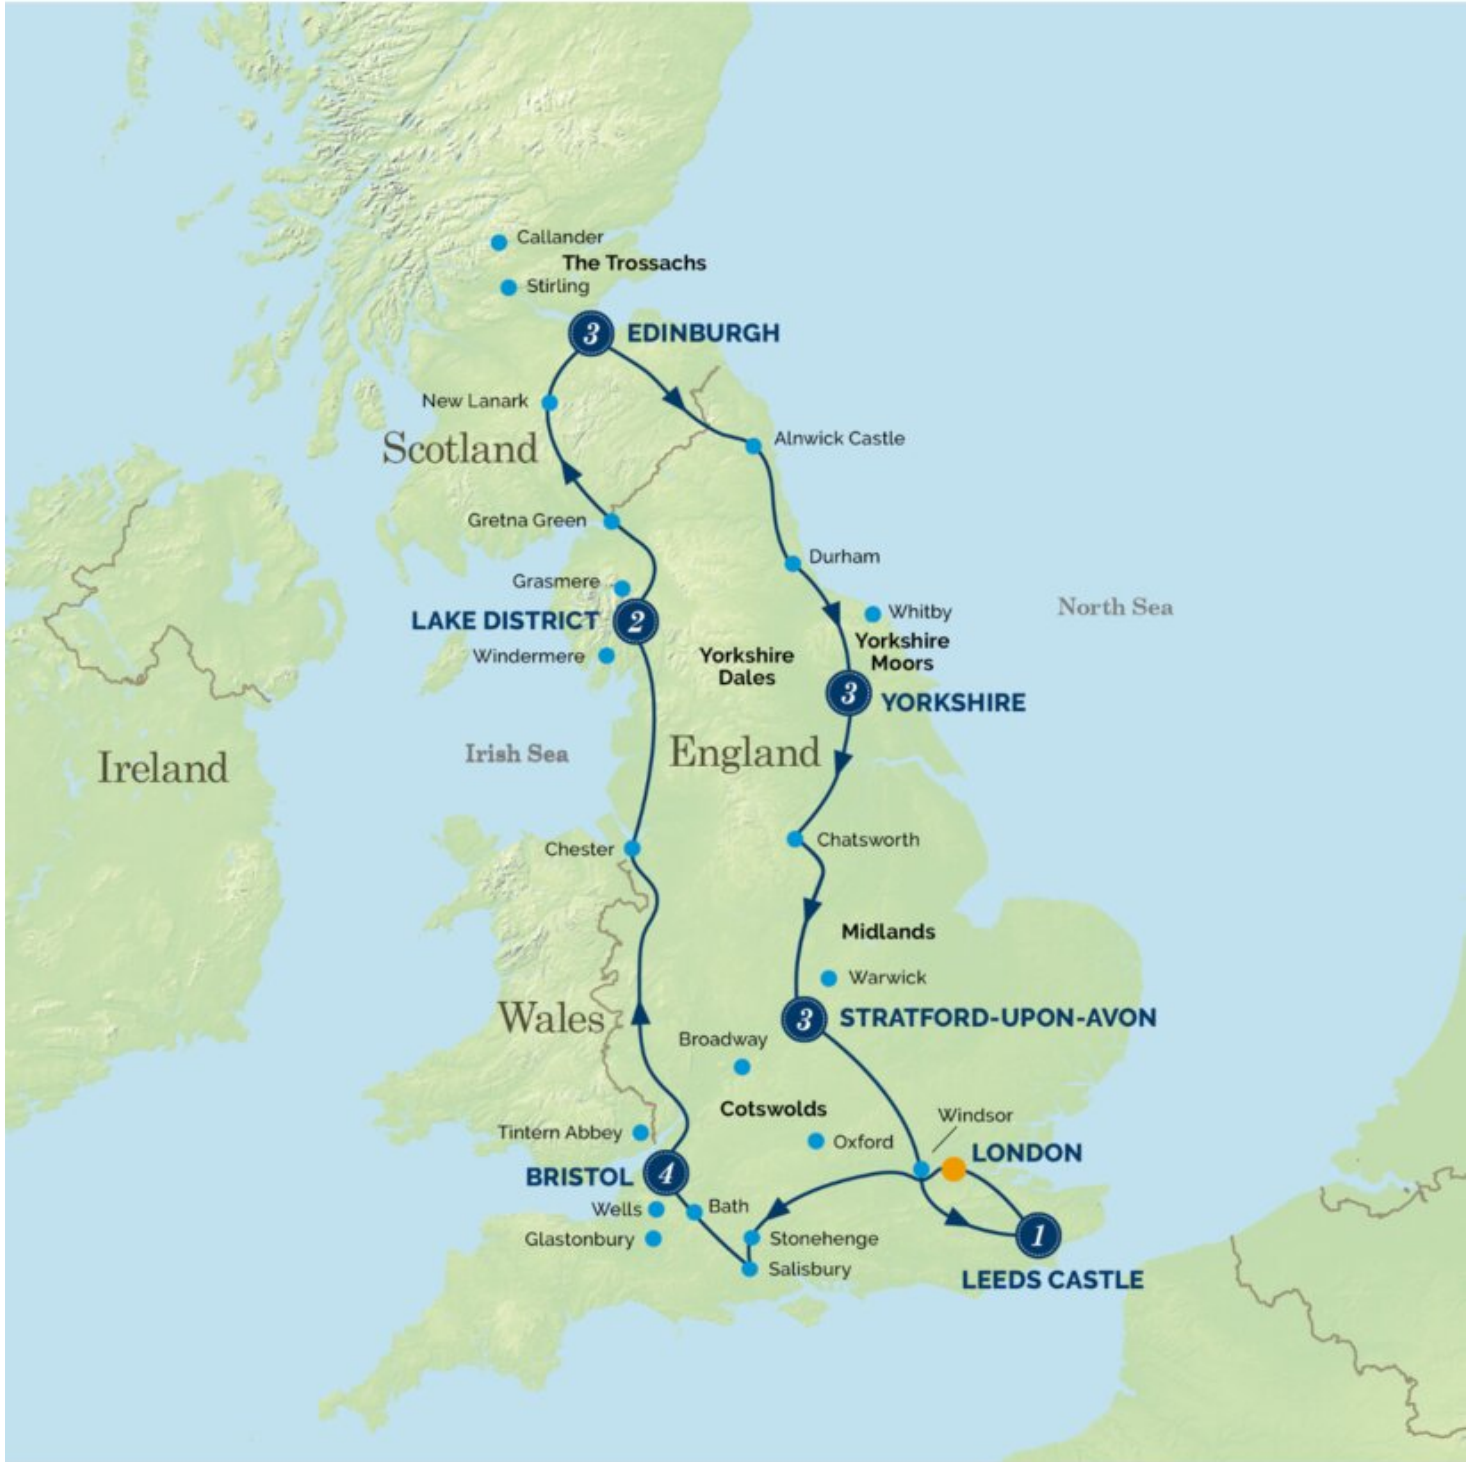 Callander
The Trossachs
Stirling
3 EDINBURGH
New Lanark
Scotland
Alnwick Castle
Gretna Green
Durham
Grasmere
Whitby
North Sea
LAKE DISTRICT 2
Yorkshire
Moors
Windermere
Yorkshire
Dales
3 YORKSHIRE
Irish Sea
England
Ireland
Chester
Chatsworth
Midlands
Warwick
Wales
3 STRATFORD-UPON-AVON
Broadway
Cotswolds
Windsor
Tintern Abbey
Oxford
LONDON
BRISTOL 4
Wells
Bath
Glastonbury
Stonehenge
1
Salisbury
LEEDS CASTLE